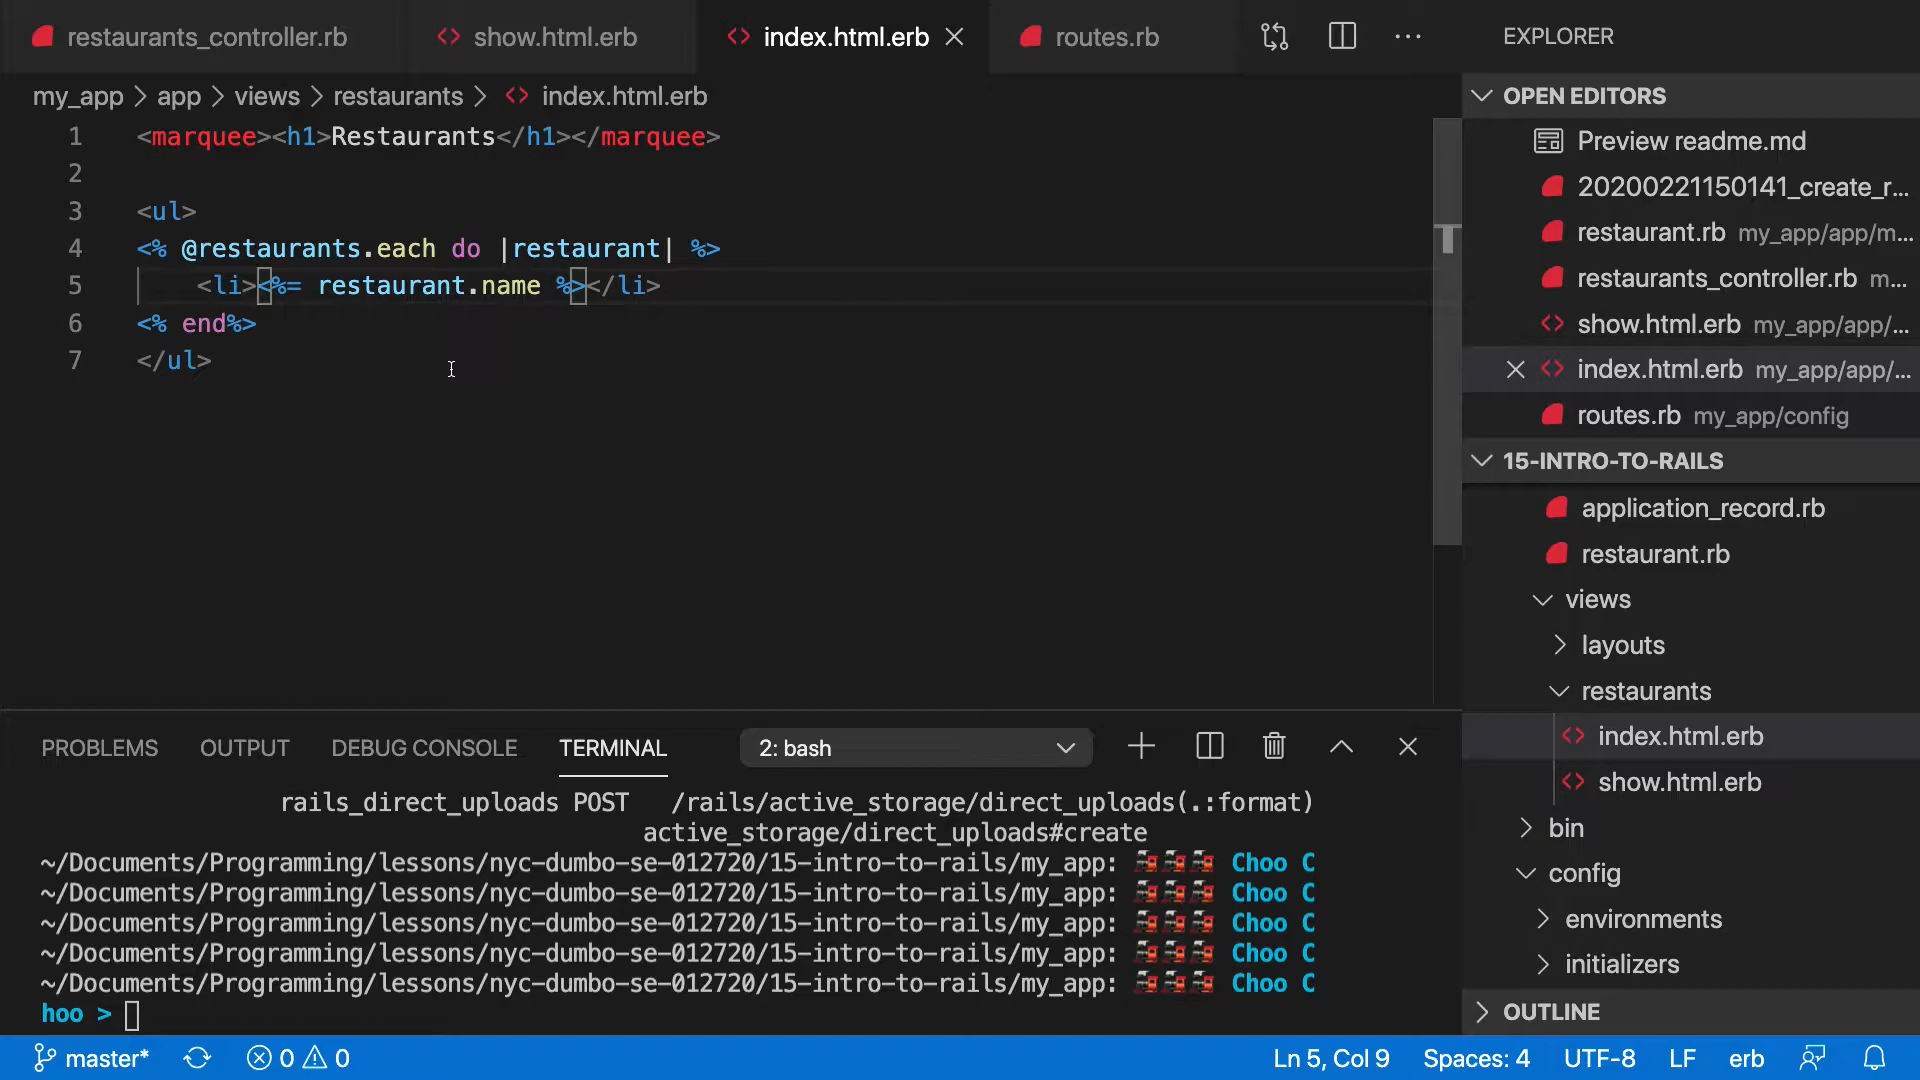 restaurants_controller.rb
show.html.erb
index.html.erb
routes.rb
EXPLORER
my_app > app > views > restaurants > <> index.html.erb
1 <marquee><h1>Restaurants</h1></marquee>
2
3 <ul>
4 <% @restaurants.each do |restaurant| %>
5     <li><%= restaurant.name %></li>
6 <% end%>
7 </ul>
OPEN EDITORS
Preview readme.md
20200221150141_create_r...
restaurant.rb my_app/app/m...
restaurants_controller.rb m...
show.html.erb my_app/app/...
index.html.erb my_app/app/...
routes.rb my_app/config
15-INTRO-TO-RAILS
application_record.rb
restaurant.rb
views
layouts
restaurants
index.html.erb
show.html.erb
bin
config
environments
initializers
OUTLINE
PROBLEMS OUTPUT DEBUG CONSOLE TERMINAL 2: bash
rails_direct_uploads POST /rails/active_storage/direct_uploads(.:format)
active_storage/direct_uploads#create
~/Documents/Programming/lessons/nyc-dumbo-se-012720/15-intro-to-rails/my_app: 🚂🚂🚂 Choo C
~/Documents/Programming/lessons/nyc-dumbo-se-012720/15-intro-to-rails/my_app: 🚂🚂🚂 Choo C
~/Documents/Programming/lessons/nyc-dumbo-se-012720/15-intro-to-rails/my_app: 🚂🚂🚂 Choo C
~/Documents/Programming/lessons/nyc-dumbo-se-012720/15-intro-to-rails/my_app: 🚂🚂🚂 Choo C
~/Documents/Programming/lessons/nyc-dumbo-se-012720/15-intro-to-rails/my_app: 🚂🚂🚂 Choo C
hoo >
master* 0 0 Ln 5, Col 9 Spaces: 4 UTF-8 LF erb